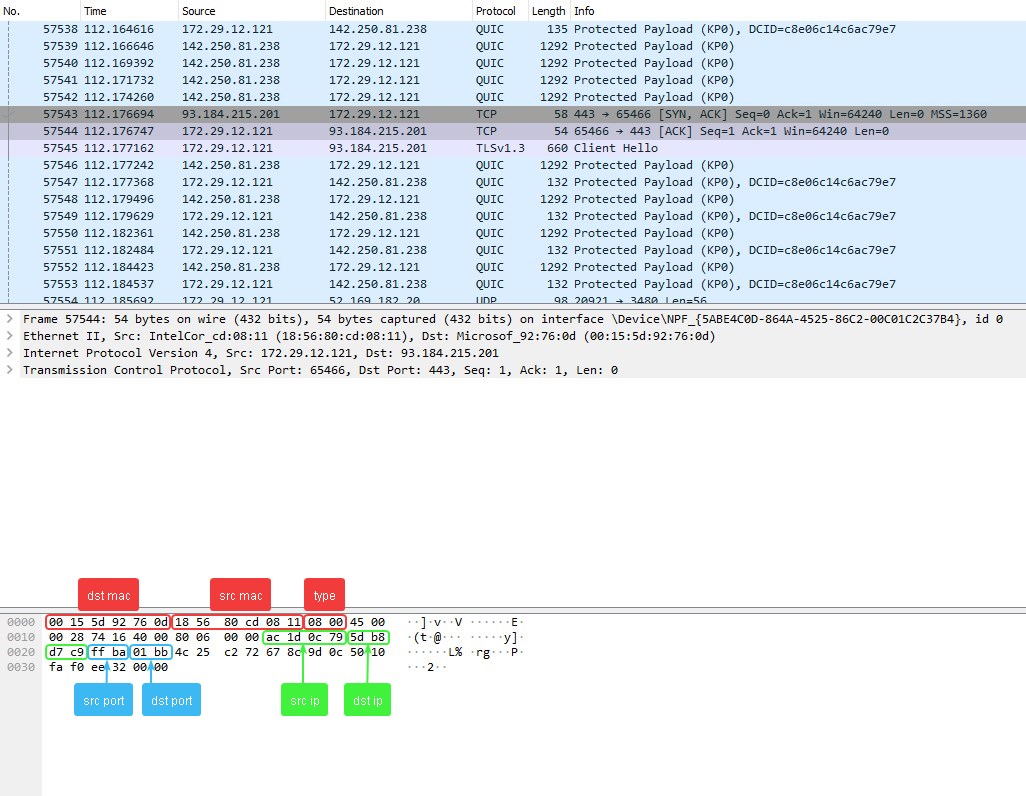 No. Time Source Destination Protocol Length Info
57538 112.164616 172.29.12.121 142.250.81.238 QUIC 135 Protected Payload (KP0), DCID=c8e06c14c6ac79e7
57539 112.166646 142.250.81.238 172.29.12.121 QUIC 1292 Protected Payload (KP0)
57540 112.169392 142.250.81.238 172.29.12.121 QUIC 1292 Protected Payload (KP0)
57541 112.171732 142.250.81.238 172.29.12.121 QUIC 1292 Protected Payload (KP0)
57542 112.174260 142.250.81.238 172.29.12.121 QUIC 1292 Protected Payload (KP0)
57543 112.176694 93.184.215.201 172.29.12.121 TCP 58 443 → 65466 [SYN, ACK] Seq=0 Ack=1 Win=64240 Len=0 MSS=1360
57544 112.176747 172.29.12.121 93.184.215.201 TCP 54 65466 → 443 [ACK] Seq=1 Ack=1 Win=64240 Len=0
57545 112.177162 172.29.12.121 93.184.215.201 TLSv1.3 660 Client Hello
57546 112.177242 142.250.81.238 172.29.12.121 QUIC 1292 Protected Payload (KP0)
57547 112.177368 172.29.12.121 142.250.81.238 QUIC 132 Protected Payload (KP0), DCID=c8e06c14c6ac79e7
57548 112.179496 142.250.81.238 172.29.12.121 QUIC 1292 Protected Payload (KP0)
57549 112.179629 172.29.12.121 142.250.81.238 QUIC 132 Protected Payload (KP0), DCID=c8e06c14c6ac79e7
57550 112.182361 142.250.81.238 172.29.12.121 QUIC 1292 Protected Payload (KP0)
57551 112.182484 172.29.12.121 142.250.81.238 QUIC 132 Protected Payload (KP0), DCID=c8e06c14c6ac79e7
57552 112.184423 142.250.81.238 172.29.12.121 QUIC 1292 Protected Payload (KP0)
57553 112.184537 172.29.12.121 142.250.81.238 QUIC 132 Protected Payload (KP0), DCID=c8e06c14c6ac79e7
57554 112.185692 172.29.12.121 52.169.182.20 UDP 98 20921 → 3480 Len=56
Frame 57544: 54 bytes on wire (432 bits), 54 bytes captured (432 bits) on interface \Device\NPF_{5ABE4C0D-864A-4525-86C2-00C01C2C37B4}, id 0
Ethernet II, Src: IntelCor_cd:08:11 (18:56:80:cd:08:11), Dst: Microsof_92:76:0d (00:15:5d:92:76:0d)
Internet Protocol Version 4, Src: 172.29.12.121, Dst: 93.184.215.201
Transmission Control Protocol, Src Port: 65466, Dst Port: 443, Seq: 1, Ack: 1, Len: 0
dst mac src mac type
0000 00 15 5d 92 76 0d 18 56 80 cd 08 11 08 00 45 00 ··]·v··V ······E·
0010 00 28 74 16 40 00 80 06 00 00 ac 1d 0c 79 5d b8 ·(t·@··· ·····y]·
0020 d7 c9 ff ba 01 bb 4c 25 c2 72 67 8c 9d 0c 50 10 ······L% ·rg···P·
0030 fa f0 ee 32 00 00 ···2··
src port dst port src ip dst ip